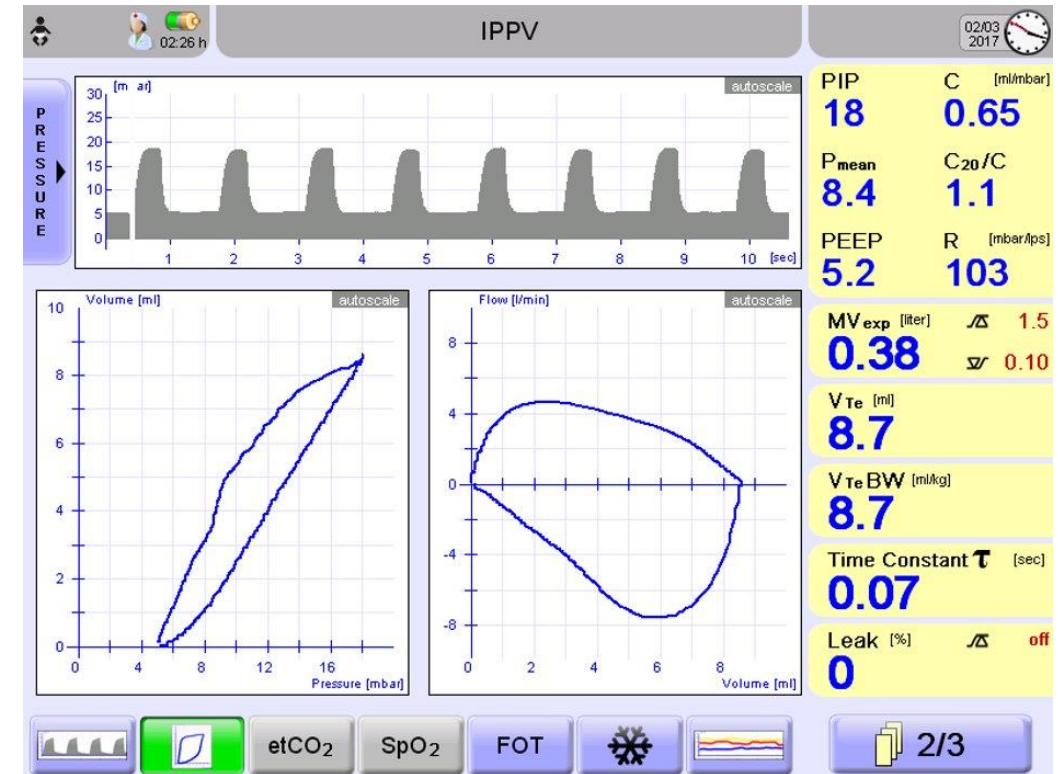 IPPV
02:26 h
02/03
2017
PRESSURE
[m ar]
autoscale
30
25
20
15
10
5
0
1 2 3 4 5 6 7 8 9 10 [sec]
Volume [ml]
autoscale
10
8
6
4
2
0
0 4 8 12 16
Pressure [mbar]
Flow [l/min]
autoscale
8
4
0
-4
-8
0 2 4 6 8
Volume [ml]
PIP C [ml/mbar]
18 0.65
Pmean C20/C
8.4 1.1
PEEP R [mbar/lps]
5.2 103
MVexp [liter] 1.5
0.38 0.10
VTe [ml]
8.7
VTeBW [ml/kg]
8.7
Time Constant τ [sec]
0.07
Leak [%] off
0
etCO2 SpO2 FOT 2/3